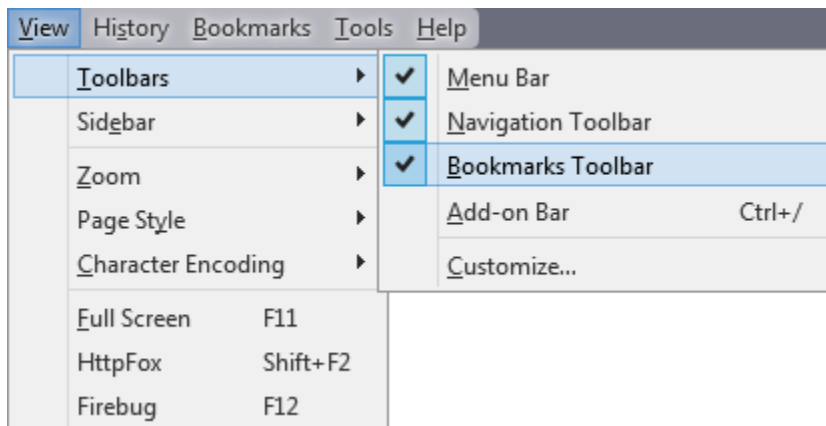 View History Bookmarks Tools Help
Toolbars
Sidebar
Zoom
Page Style
Character Encoding
Full Screen F11
HttpFox Shift+F2
Firebug F12
Menu Bar
Navigation Toolbar
Bookmarks Toolbar
Add-on Bar Ctrl+/
Customize...